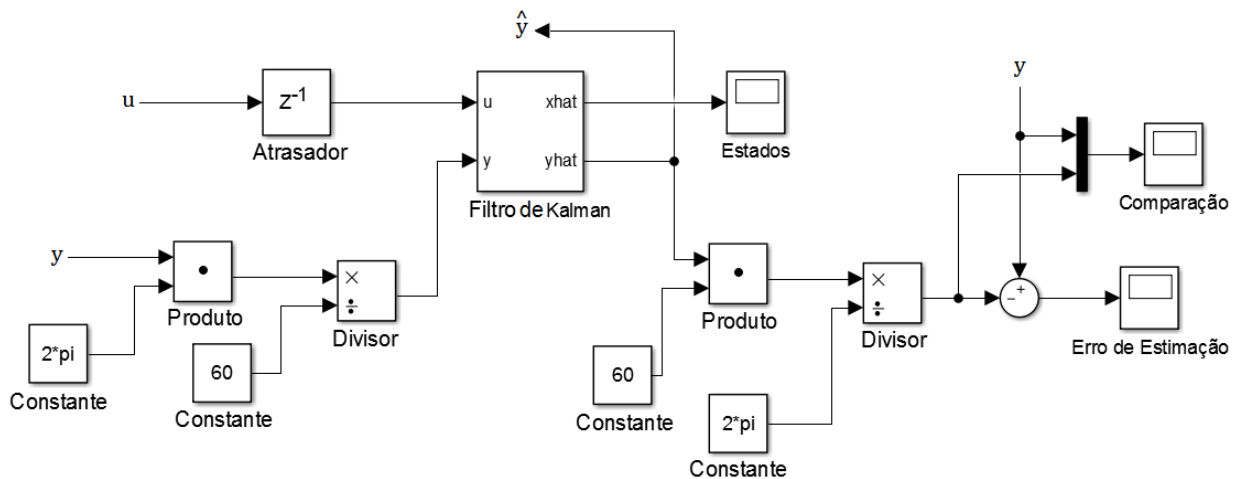 ŷ
u
z⁻¹
Atrasador
u
xhat
y
yhat
Filtro de Kalman
Estados
y
Comparação
y
Produto
×
÷
Divisor
2*pi
Constante
60
Constante
Produto
×
÷
Divisor
60
Constante
2*pi
Constante
+
−
Erro de Estimação